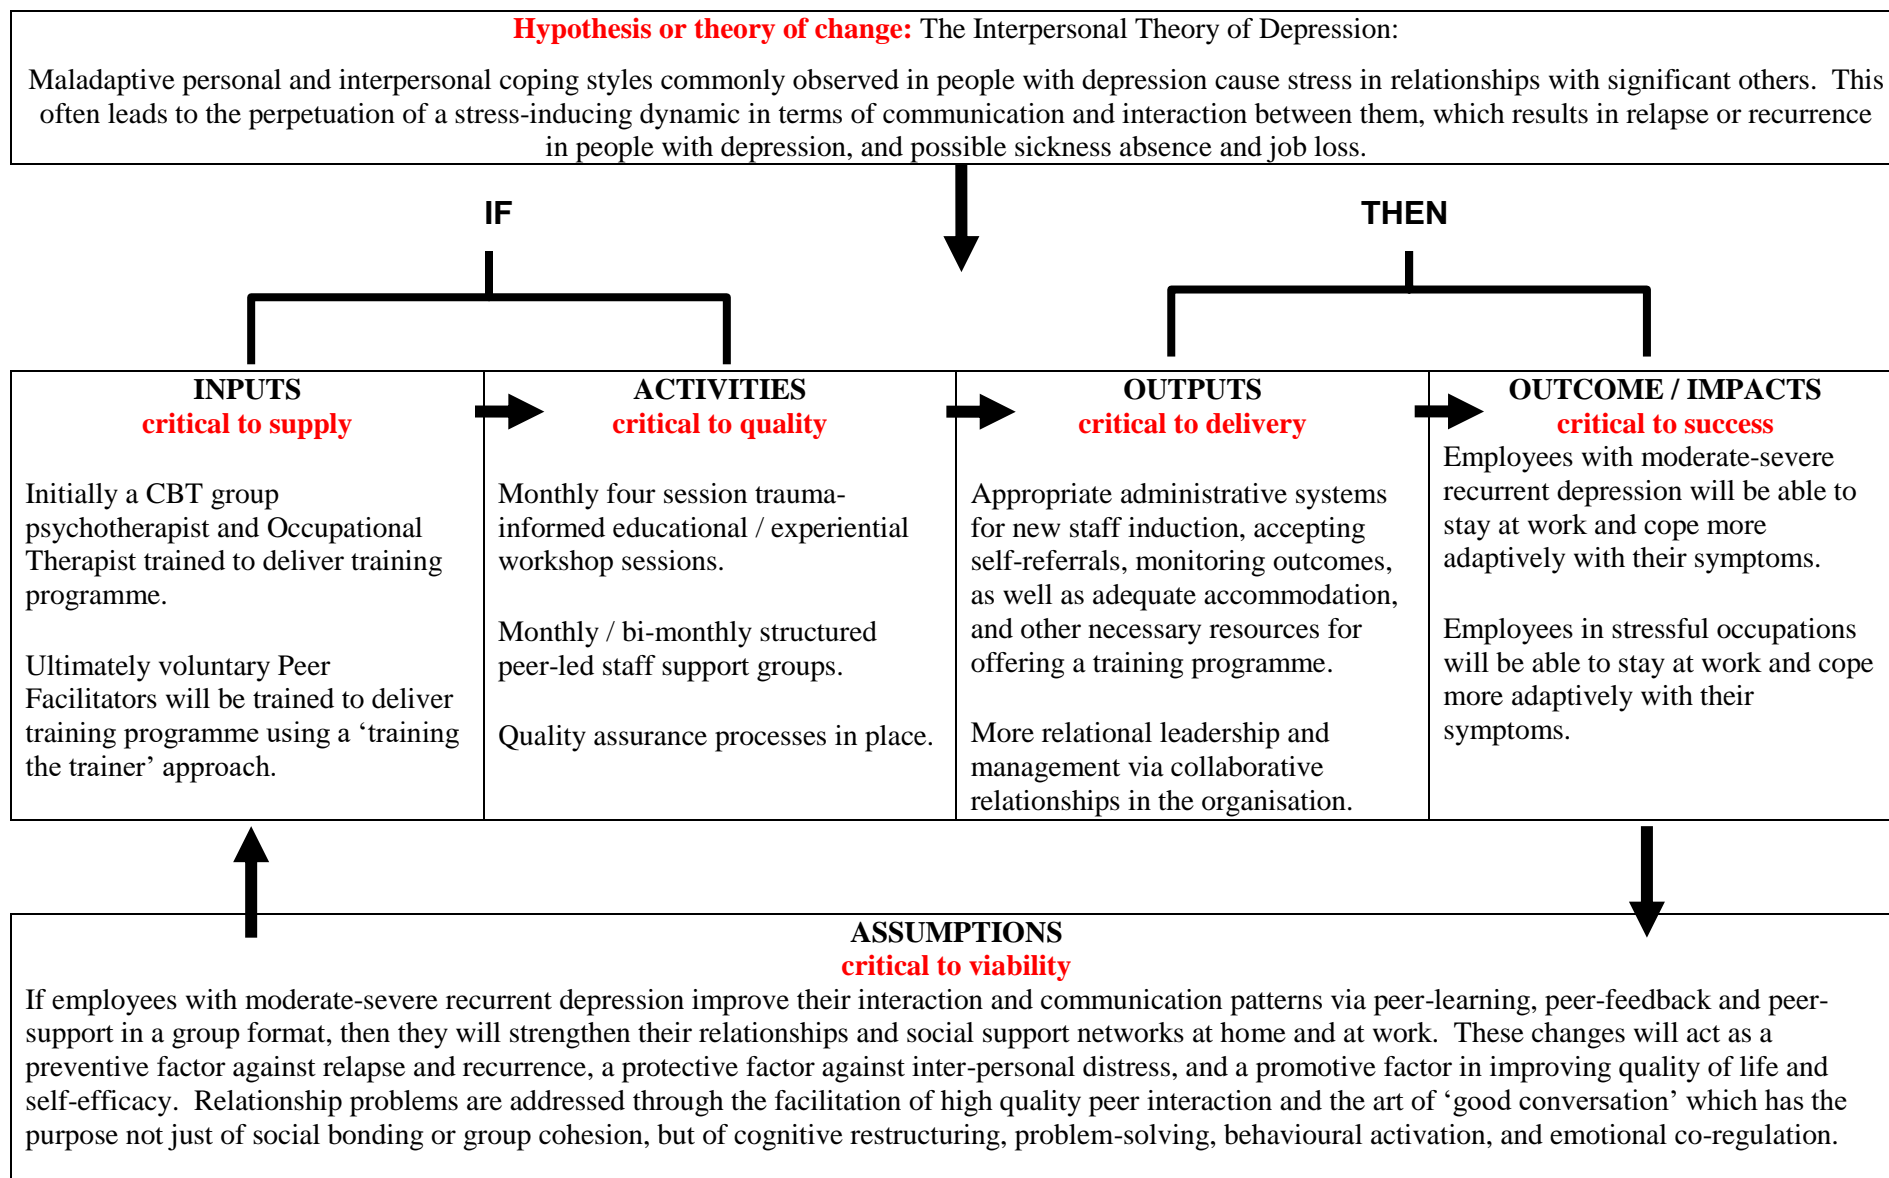 Hypothesis or theory of change: The Interpersonal Theory of Depression:
Maladaptive personal and interpersonal coping styles commonly observed in people with depression cause stress in relationships with significant others.  This
often leads to the perpetuation of a stress-inducing dynamic in terms of communication and interaction between them, which results in relapse or recurrence
in people with depression, and possible sickness absence and job loss.
IF
THEN
INPUTS
critical to supply
Initially a CBT group
psychotherapist and Occupational
Therapist trained to deliver training
programme.
Ultimately voluntary Peer
Facilitators will be trained to deliver
training programme using a ‘training
the trainer’ approach.
ACTIVITIES
critical to quality
Monthly four session trauma-
informed educational / experiential
workshop sessions.
Monthly / bi-monthly structured
peer-led staff support groups.
Quality assurance processes in place.
OUTPUTS
critical to delivery
Appropriate administrative systems
for new staff induction, accepting
self-referrals, monitoring outcomes,
as well as adequate accommodation,
and other necessary resources for
offering a training programme.
More relational leadership and
management via collaborative
relationships in the organisation.
OUTCOME / IMPACTS
critical to success
Employees with moderate-severe
recurrent depression will be able to
stay at work and cope more
adaptively with their symptoms.
Employees in stressful occupations
will be able to stay at work and cope
more adaptively with their
symptoms.
ASSUMPTIONS
critical to viability
If employees with moderate-severe recurrent depression improve their interaction and communication patterns via peer-learning, peer-feedback and peer-
support in a group format, then they will strengthen their relationships and social support networks at home and at work.  These changes will act as a
preventive factor against relapse and recurrence, a protective factor against inter-personal distress, and a promotive factor in improving quality of life and
self-efficacy.  Relationship problems are addressed through the facilitation of high quality peer interaction and the art of ‘good conversation’ which has the
purpose not just of social bonding or group cohesion, but of cognitive restructuring, problem-solving, behavioural activation, and emotional co-regulation.